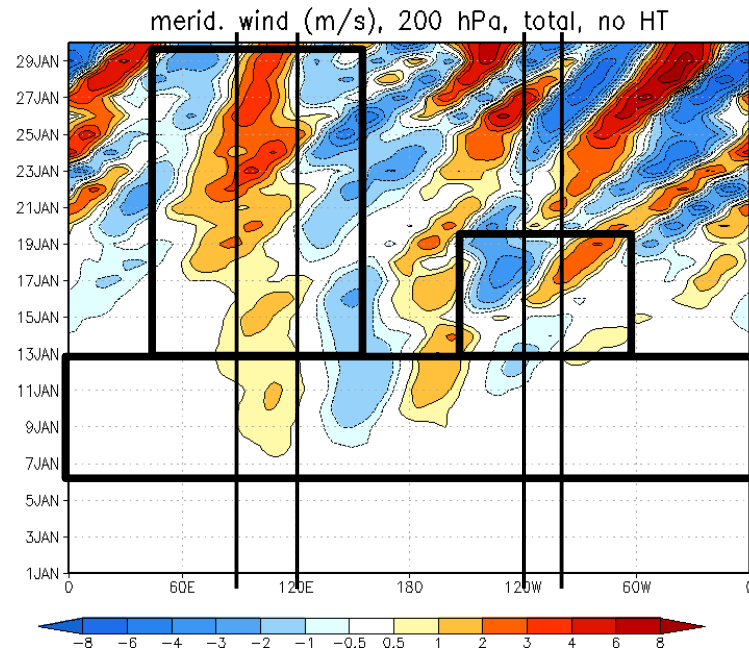 merid. wind (m/s), 200 hPa, total, no HT
29JAN
27JAN
25JAN
23JAN
21JAN
19JAN
17JAN
15JAN
13JAN
11JAN
9JAN
7JAN
5JAN
3JAN
1JAN
0 60E 120E 180 120W 60W 0
-8 -6 -4 -3 -2 -1 -0.5 0.5 1 2 3 4 6 8